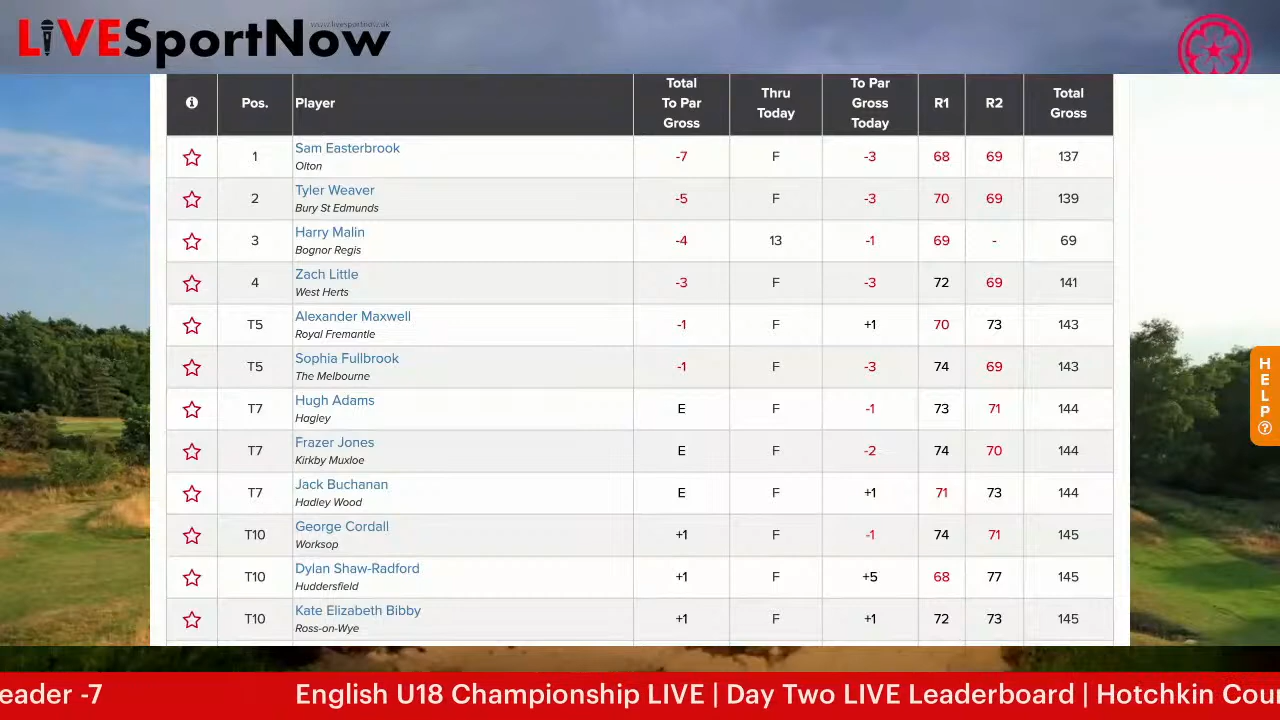 LiVESportNow
www.livesportnow.uk
Pos. Player Total To Par Gross Thru Today To Par Gross Today R1 R2 Total Gross
1 Sam Easterbrook -7 F -3 68 69 137
Olton
2 Tyler Weaver -5 F -3 70 69 139
Bury St Edmunds
3 Harry Malin -4 13 -1 69 - 69
Bognor Regis
4 Zach Little -3 F -3 72 69 141
West Herts
T5 Alexander Maxwell -1 F +1 70 73 143
Royal Fremantle
T5 Sophia Fullbrook -1 F -3 74 69 143
The Melbourne
T7 Hugh Adams E F -1 73 71 144
Hagley
T7 Frazer Jones E F -2 74 70 144
Kirkby Muxloe
T7 Jack Buchanan E F +1 71 73 144
Hadley Wood
T10 George Cordall +1 F -1 74 71 145
Worksop
T10 Dylan Shaw-Radford +1 F +5 68 77 145
Huddersfield
T10 Kate Elizabeth Bibby +1 F +1 72 73 145
Ross-on-Wye
HELP?
eader -7 English U18 Championship LIVE | Day Two LIVE Leaderboard | Hotchkin Cou